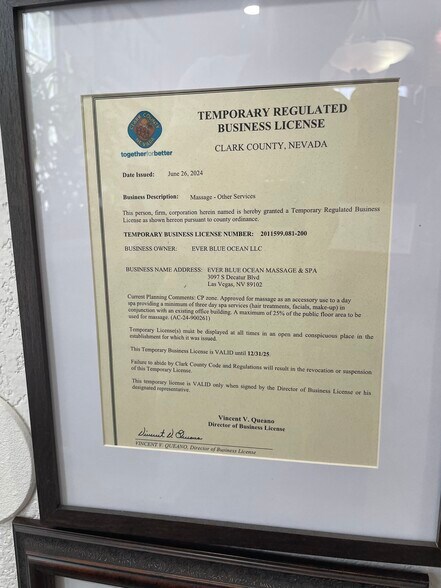 CLARK COUNTY
togetherforbetter
TEMPORARY REGULATED
BUSINESS LICENSE
CLARK COUNTY, NEVADA
Date Issued: June 26, 2024
Business Description: Massage - Other Services
This person, firm, corporation herein named is hereby granted a Temporary Regulated Business
License as shown hereon pursuant to county ordinance.
TEMPORARY BUSINESS LICENSE NUMBER: 2011599.081-200
BUSINESS OWNER: EVER BLUE OCEAN LLC
BUSINESS NAME/ADDRESS: EVER BLUE OCEAN MASSAGE & SPA
3097 S Decatur Blvd
Las Vegas, NV 89102
Current Planning Comments: CP zone. Approved for massage as an accessory use to a day
spa providing a minimum of three day spa services (hair treatments, facials, make-up) in
conjunction with an existing office building. A maximum of 25% of the public floor area to be
used for massage. (AC-24-900261)
Temporary License(s) must be displayed at all times in an open and conspicuous place in the
establishment for which it was issued.
This Temporary Business License is VALID until 12/31/25
Failure to abide by Clark County Code and Regulations will result in the revocation or suspension
of this Temporary License.
This temporary license is VALID only when signed by the Director of Business License or his
designated representative.
Vincent V. Queano
Director of Business License
Vincent V. Queano
VINCENT V. QUEANO, Director of Business License